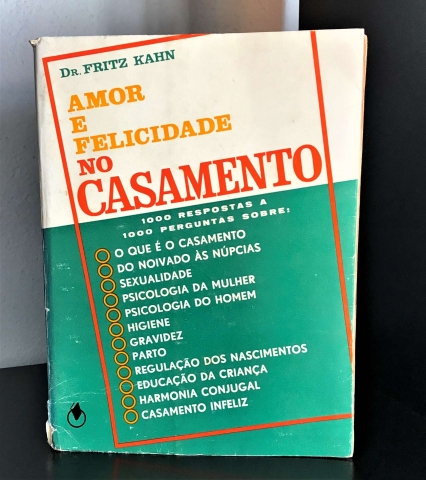 DR. FRITZ KAHN
AMOR
E
FELICIDADE
NO
CASAMENTO
1000 RESPOSTAS A
1000 PERGUNTAS SOBRE:
O QUE É O CASAMENTO
DO NOIVADO ÀS NÚPCIAS
SEXUALIDADE
PSICOLOGIA DA MULHER
PSICOLOGIA DO HOMEM
HIGIENE
GRAVIDEZ
PARTO
REGULAÇÃO DOS NASCIMENTOS
EDUCAÇÃO DA CRIANÇA
HARMONIA CONJUGAL
CASAMENTO INFELIZ